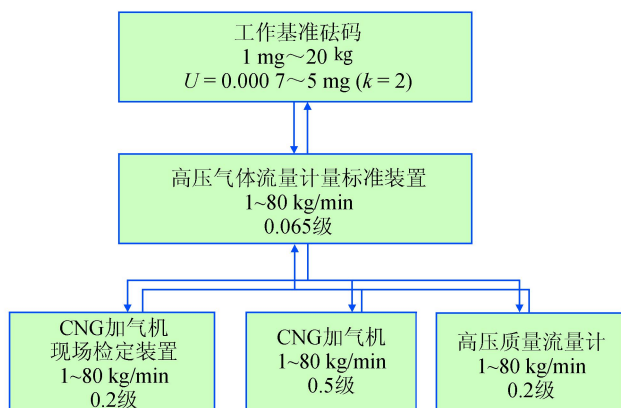 工作基准砝码
1 mg～20 kg
U = 0.000 7～5 mg (k = 2)
高压气体流量计量标准装置
1~80 kg/min
0.065级
CNG加气机
现场检定装置
1~80 kg/min
0.2级
CNG加气机
1~80 kg/min
0.5级
高压质量流量计
1~80 kg/min
0.2级